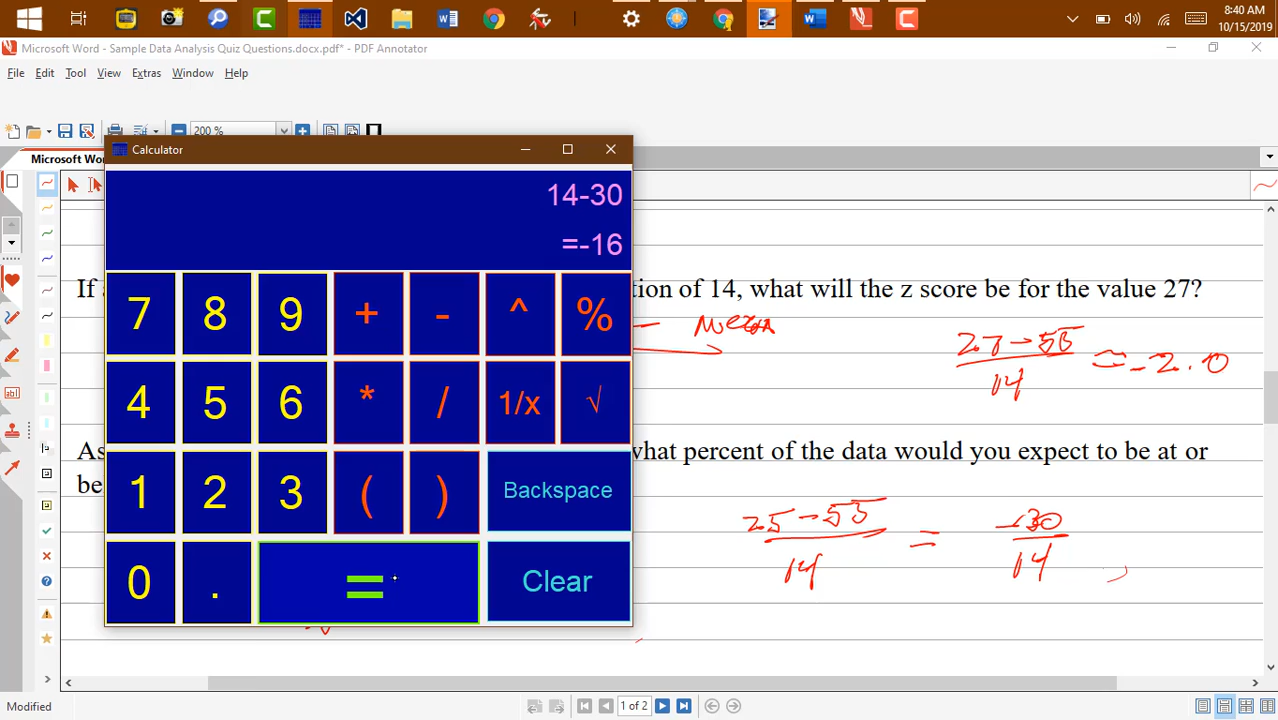 8:40 AM
10/15/2019
Microsoft Word - Sample Data Analysis Quiz Questions.docx.pdf* - PDF Annotator
File Edit Tool Extras Window Help
200 %
Calculator
Microsoft Wor
14-30
=-16
If a tion of 14, what will the z score be for the value 27?
- Mean
27-55
14
≈ -2.0
7 8 9 + - ^ %
4 5 6 * / 1/x √
As what percent of the data would you expect to be at or
be
1 2 3 ( ) Backspace
25-55
14
= -30
14
0 . = Clear
Modified
1 of 2